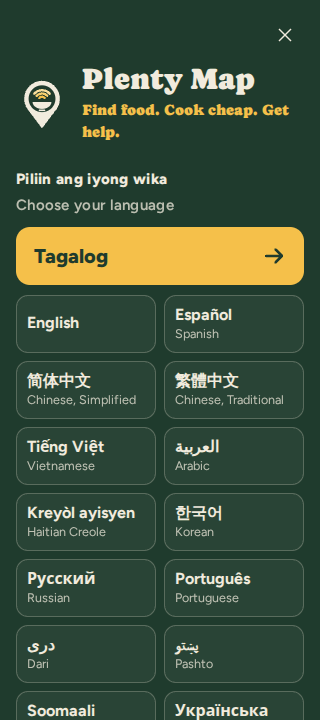 Plenty Map
Find food. Cook cheap. Get
help.
Piliin ang iyong wika
Choose your language
Tagalog
English
Español
Spanish
简体中文
Chinese, Simplified
繁體中文
Chinese, Traditional
Tiếng Việt
Vietnamese
العربية
Arabic
Kreyòl ayisyen
Haitian Creole
한국어
Korean
Русский
Russian
Português
Portuguese
دری
Dari
پښتو
Pashto
Soomaali
Українська